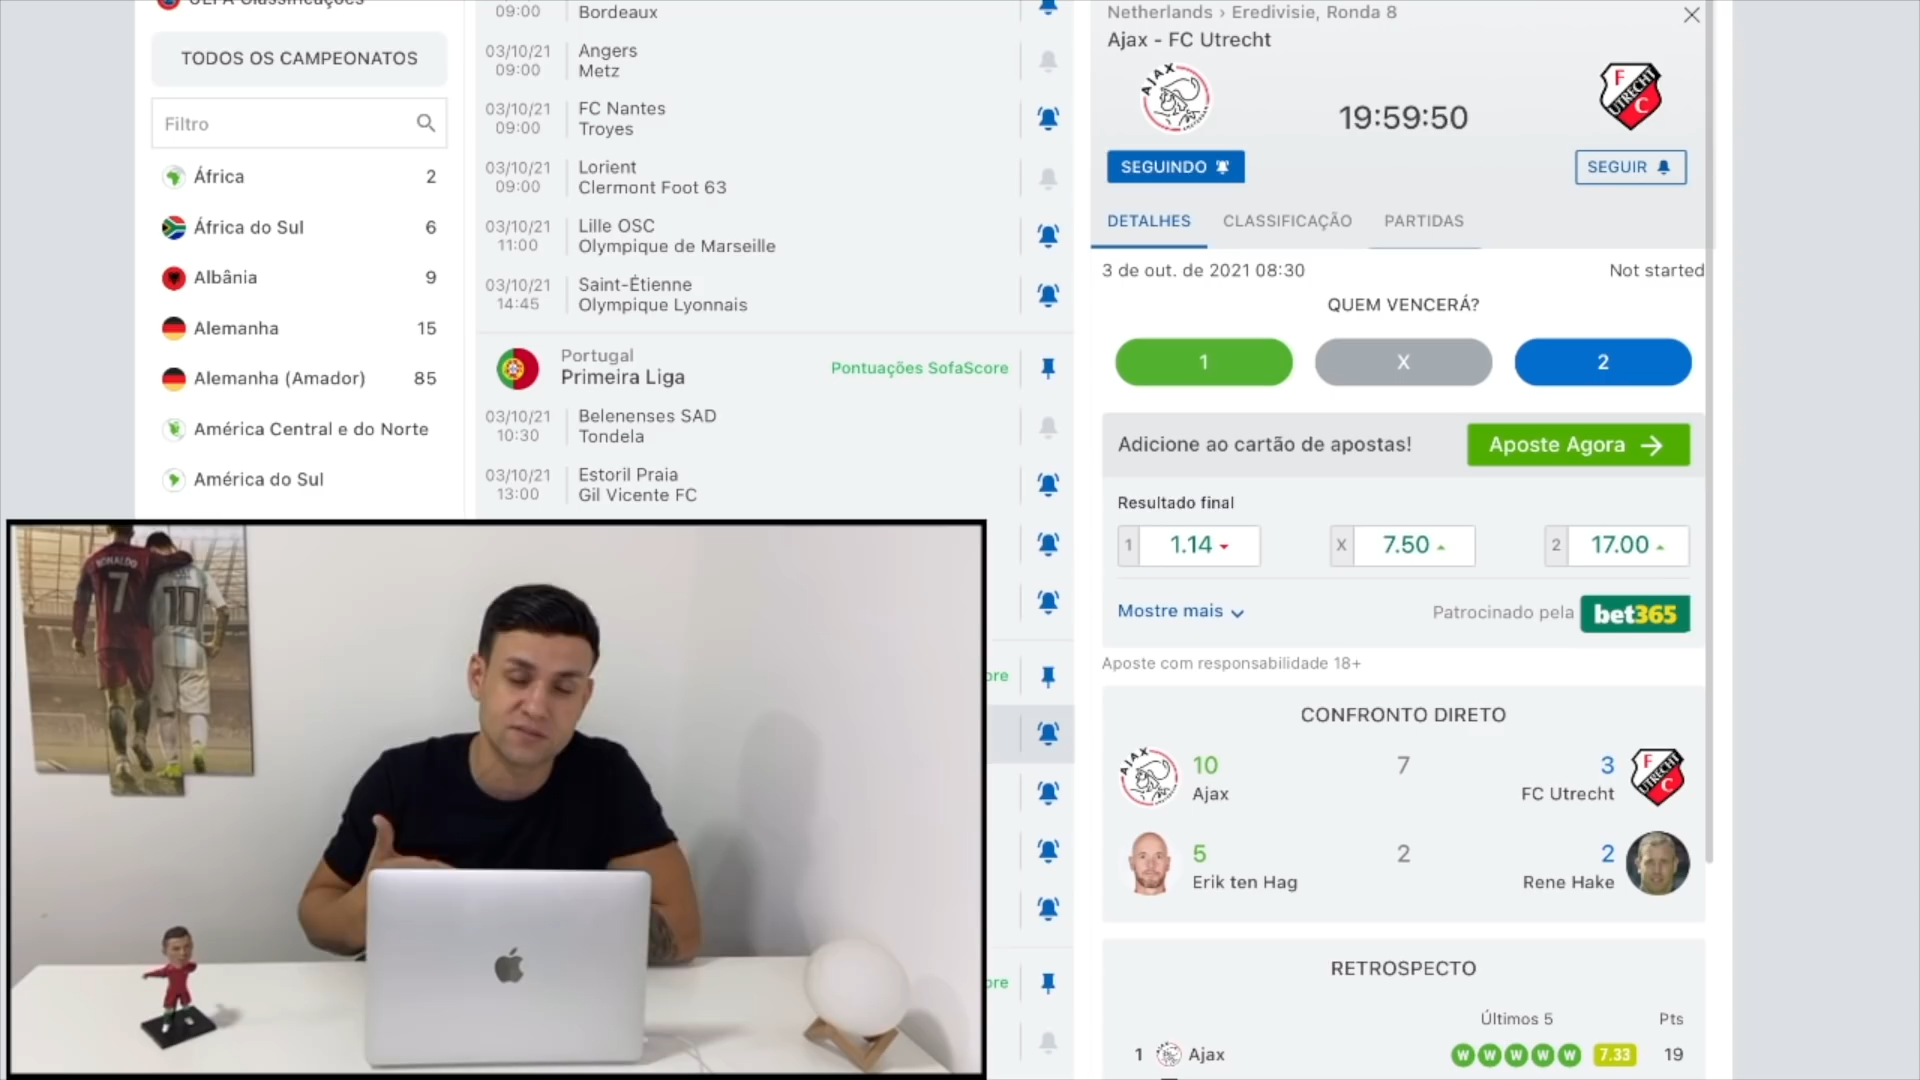 UEFA Classificações
TODOS OS CAMPEONATOS
Filtro
África 2
África do Sul 6
Albânia 9
Alemanha 15
Alemanha (Amador) 85
América Central e do Norte
América do Sul
09:00 Bordeaux
03/10/21 Angers
09:00 Metz
03/10/21 FC Nantes
09:00 Troyes
03/10/21 Lorient
09:00 Clermont Foot 63
03/10/21 Lille OSC
11:00 Olympique de Marseille
03/10/21 Saint-Étienne
14:45 Olympique Lyonnais
Portugal
Primeira Liga
Pontuações SofaScore
03/10/21 Belenenses SAD
10:30 Tondela
03/10/21 Estoril Praia
13:00 Gil Vicente FC
ore
ore
RONALDO
7
10
Netherlands › Eredivisie, Ronda 8
Ajax - FC Utrecht
AJAX
19:59:50
F
UTRECHT
C
SEGUINDO
SEGUIR
DETALHES CLASSIFICAÇÃO PARTIDAS
3 de out. de 2021 08:30 Not started
QUEM VENCERÁ?
1 X 2
Adicione ao cartão de apostas! Aposte Agora →
Resultado final
1 1.14 X 7.50 2 17.00
Mostre mais Patrocinado pela bet365
Aposte com responsabilidade 18+
CONFRONTO DIRETO
AJAX
10 7 3
Ajax FC Utrecht
F
UTRECHT
C
5 2 2
Erik ten Hag Rene Hake
RETROSPECTO
Últimos 5 Pts
1 Ajax W W W W W 7.33 19